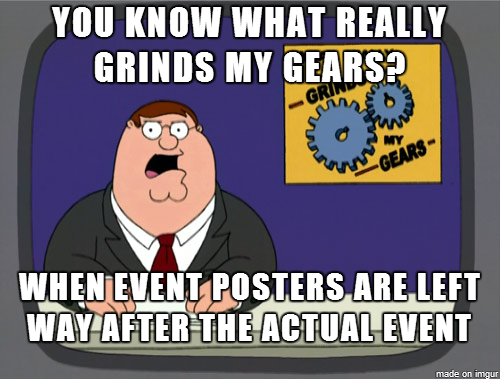 YOU KNOW WHAT REALLY
GRINDS MY GEARS?
GRINDS
MY
GEARS
WHEN EVENT POSTERS ARE LEFT
WAY AFTER THE ACTUAL EVENT
made on imgur